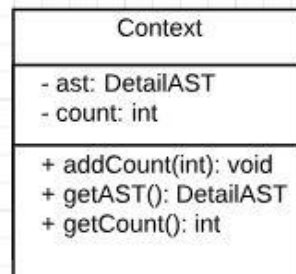 Context
- ast: DetailAST
- count: int
+ addCount(int): void
+ getAST(): DetailAST
+ getCount(): int